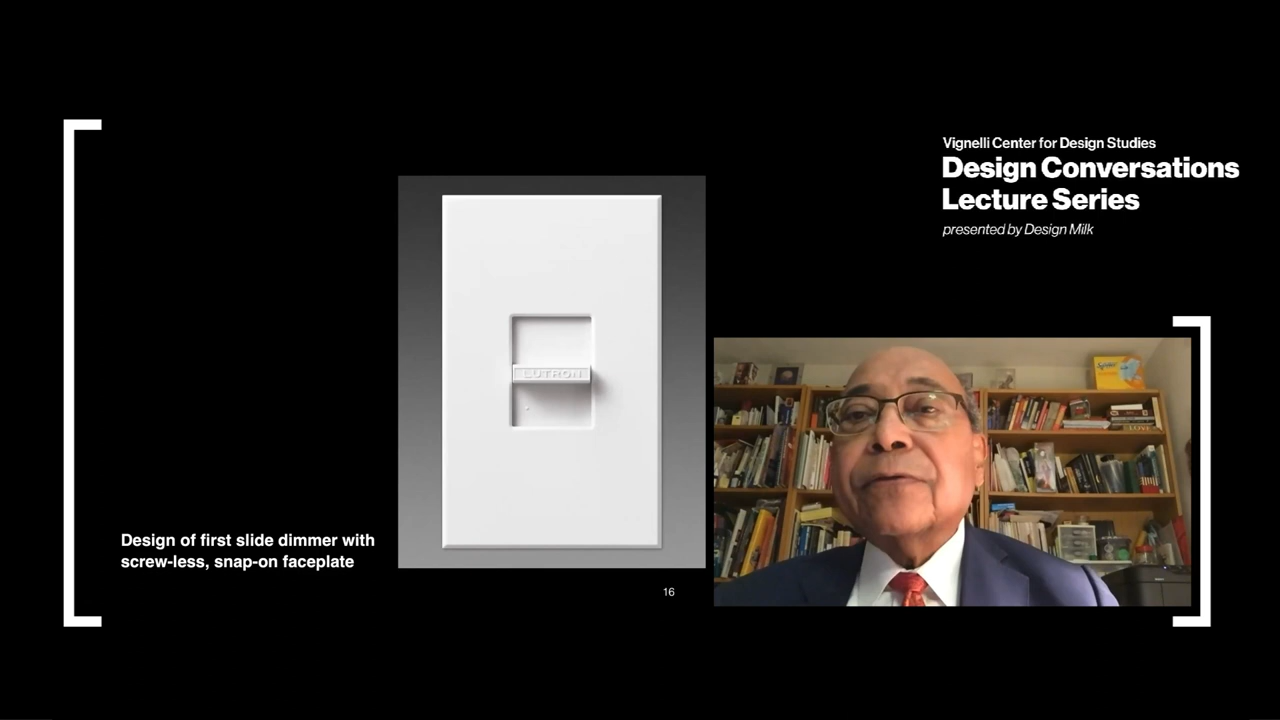 Vignelli Center for Design Studies
Design Conversations
Lecture Series
presented by Design Milk
LUTRON
Design of first slide dimmer with
screw-less, snap-on faceplate
16
LOVE